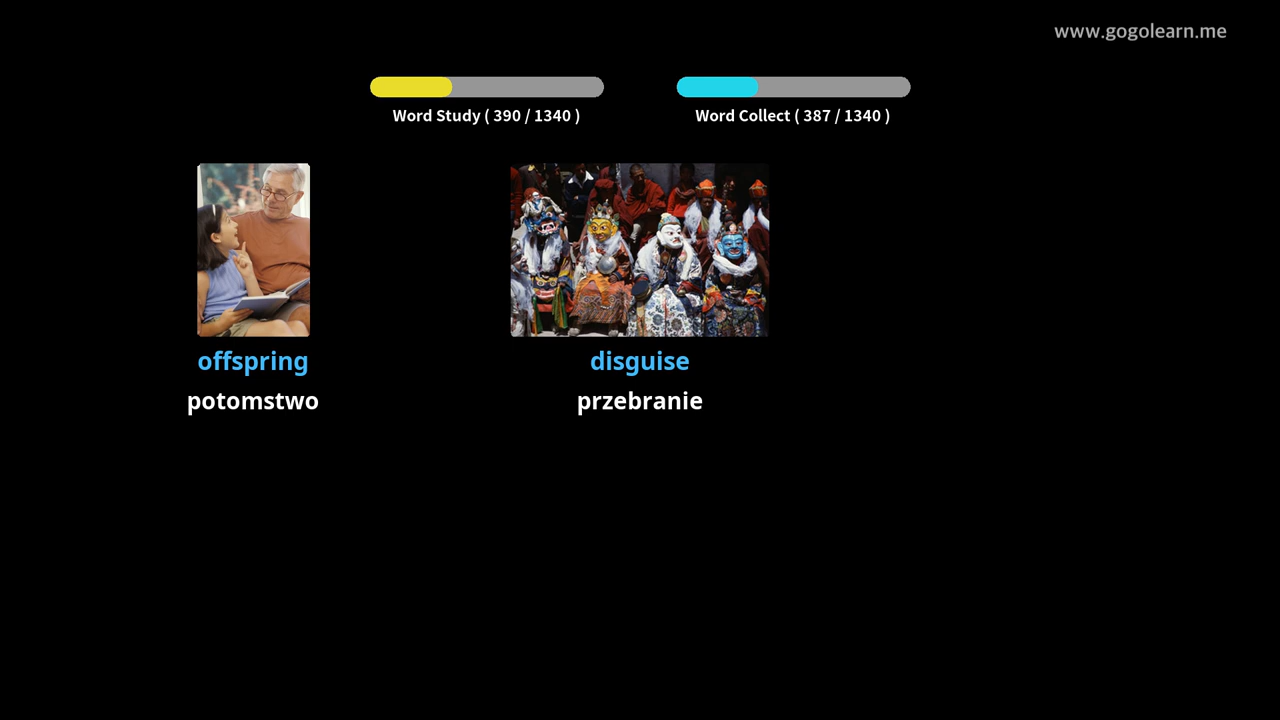 www.gogolearn.me
Word Study ( 390 / 1340 )
Word Collect ( 387 / 1340 )
offspring
disguise
potomstwo
przebranie